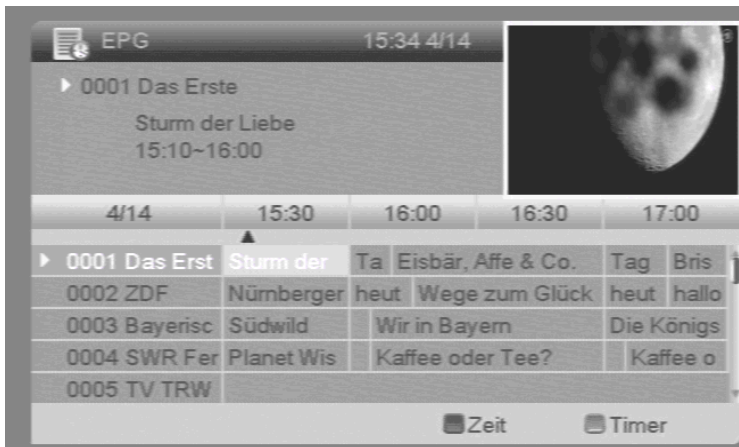 EPG 15:34 4/14
0001 Das Erste
Sturm der Liebe
15:10~16:00
4/14 15:30 16:00 16:30 17:00
0001 Das Erst Sturm der Ta Eisbär, Affe & Co. Tag Bris
0002 ZDF Nürnberger heut Wege zum Glück heut hallo
0003 Bayerisc Südwild Wir in Bayern Die Königs
0004 SWR Fer Planet Wis Kaffee oder Tee? Kaffee o
0005 TV TRW
Zeit Timer